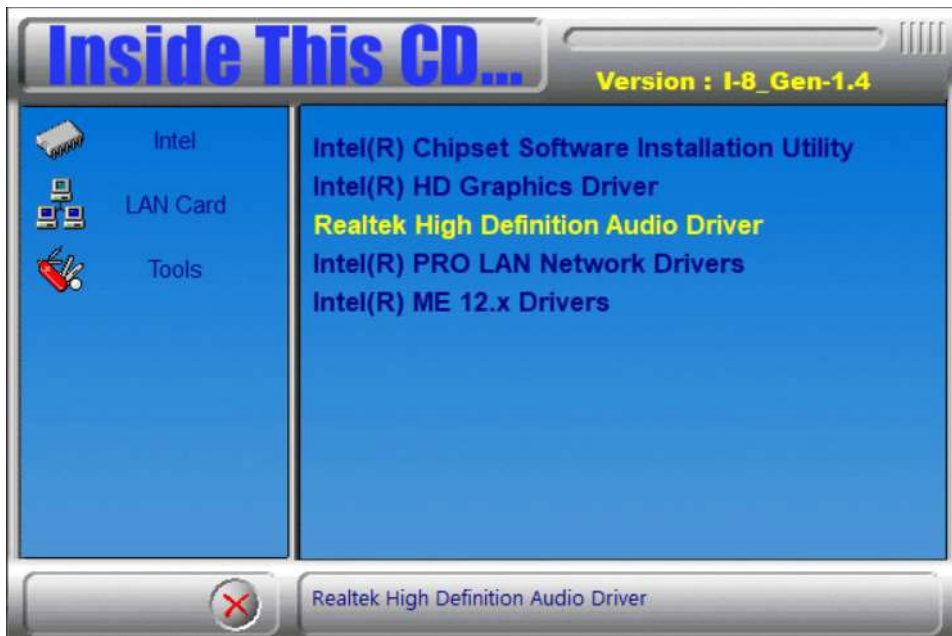 Inside This CD...
Version : I-8_Gen-1.4
Intel
LAN Card
Tools
Intel(R) Chipset Software Installation Utility
Intel(R) HD Graphics Driver
Realtek High Definition Audio Driver
Intel(R) PRO LAN Network Drivers
Intel(R) ME 12.x Drivers
Realtek High Definition Audio Driver